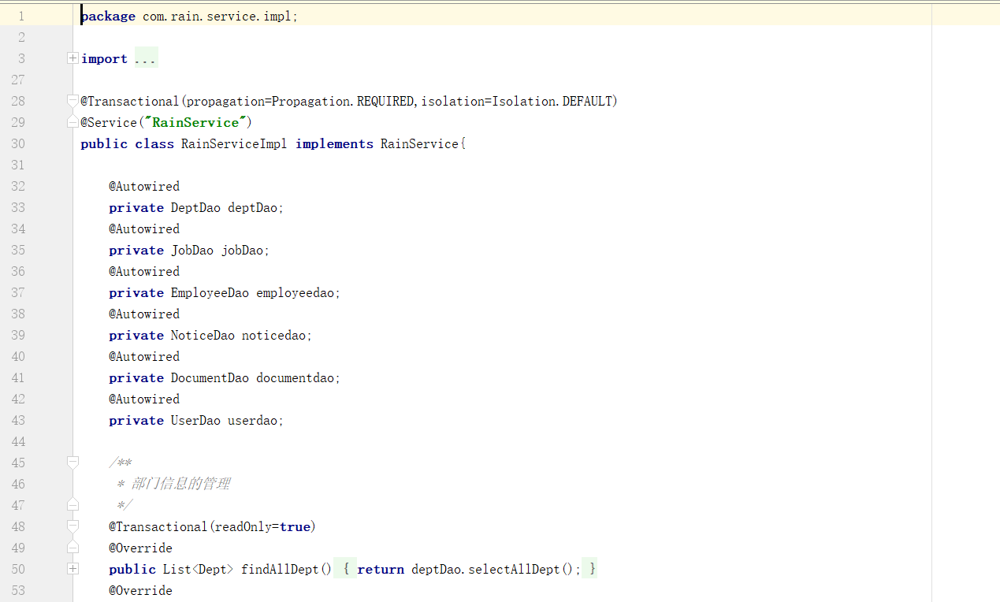 1 package com.rain.service.impl;
2
3 import ...
27
28 @Transactional(propagation=Propagation.REQUIRED,isolation=Isolation.DEFAULT)
29 @Service("RainService")
30 public class RainServiceImpl implements RainService{
31
32 @Autowired
33 private DeptDao deptDao;
34 @Autowired
35 private JobDao jobDao;
36 @Autowired
37 private EmployeeDao employeedao;
38 @Autowired
39 private NoticeDao noticedao;
40 @Autowired
41 private DocumentDao documentdao;
42 @Autowired
43 private UserDao userdao;
44
45 /**
46 * 部门信息的管理
47 */
48 @Transactional(readOnly=true)
49 @Override
50 public List<Dept> findAllDept() { return deptDao.selectAllDept(); }
53 @Override